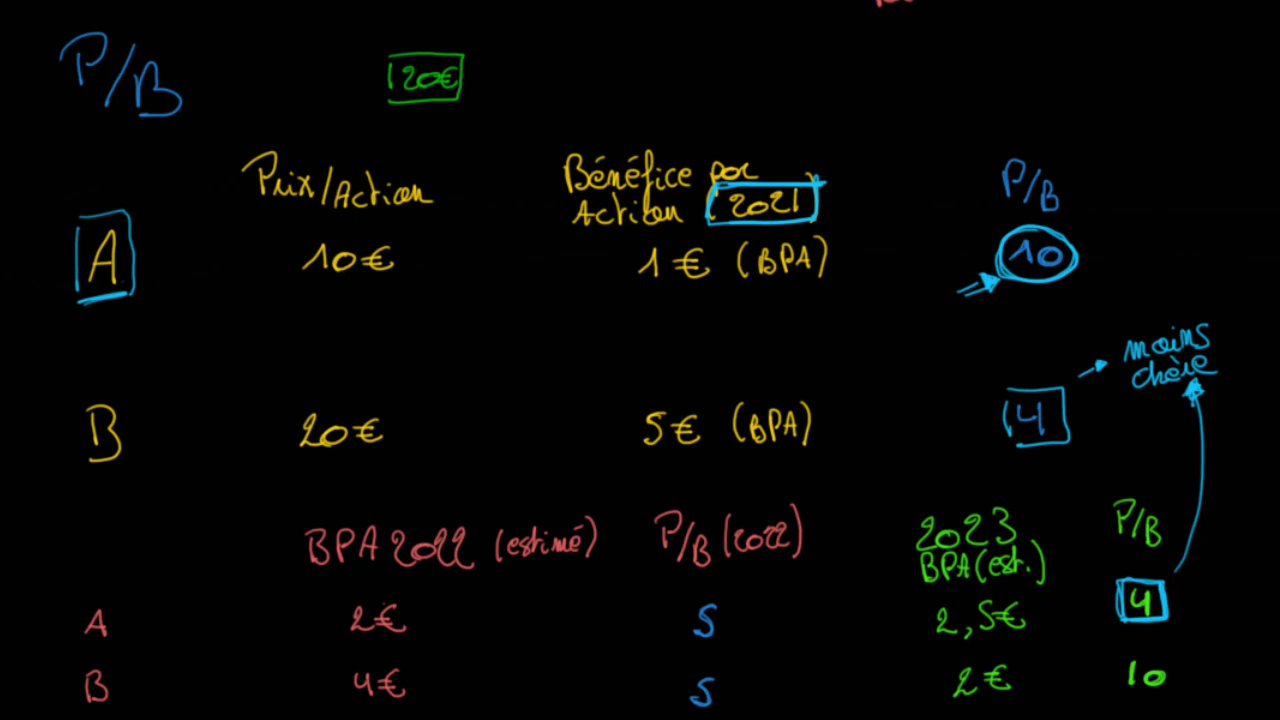 P/B
120€
Prix/Action
Bénéfice par
Action (2021)
P/B
A
10€
1€ (BPA)
10
moins
chère
B
20€
5€ (BPA)
4
BPA 2022 (estimé)
P/B (2022)
2023
BPA (est.)
P/B
A
2€
5
2,5€
4
B
4€
5
2€
10